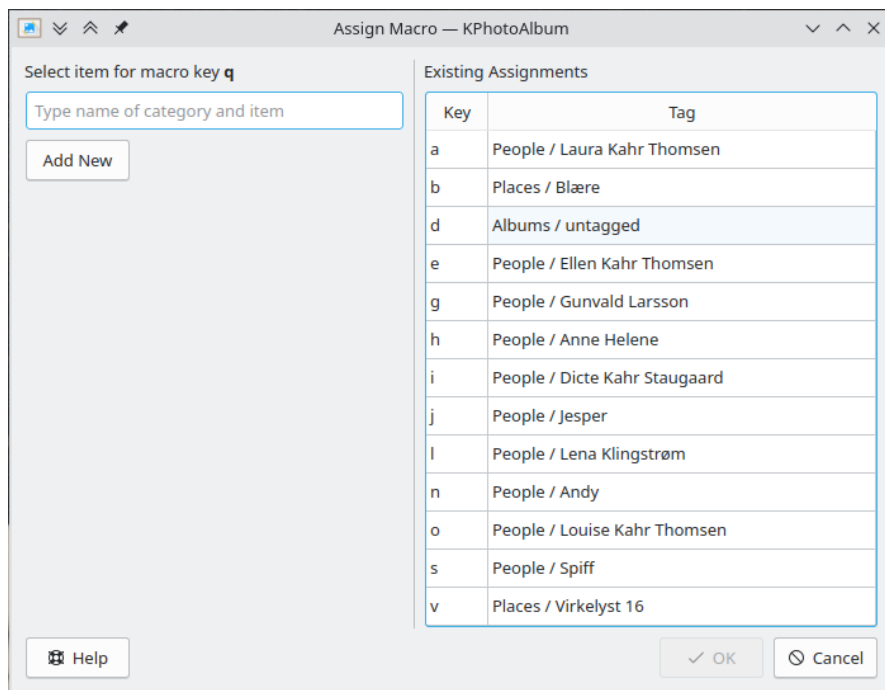 Assign Macro — KPhotoAlbum
Select item for macro key q
Type name of category and item
Add New
Existing Assignments
Key Tag
a People / Laura Kahr Thomsen
b Places / Blære
d Albums / untagged
e People / Ellen Kahr Thomsen
g People / Gunvald Larsson
h People / Anne Helene
i People / Dicte Kahr Staugaard
j People / Jesper
l People / Lena Klingstrøm
n People / Andy
o People / Louise Kahr Thomsen
s People / Spiff
v Places / Virkelyst 16
Help
OK
Cancel